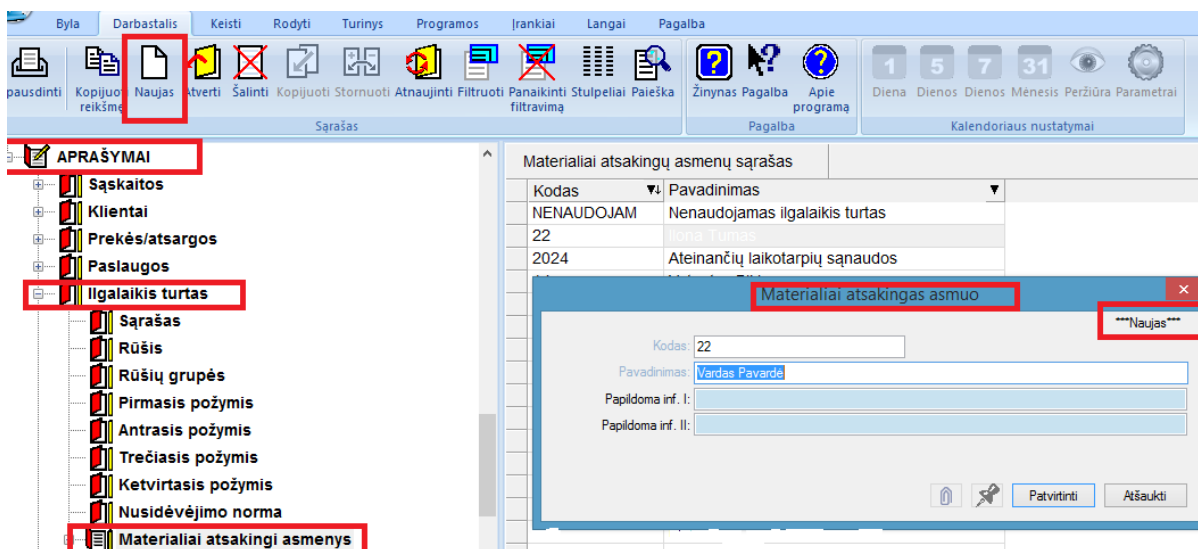 Byla Darbastalis Keisti Rodyti Turinys Programos Įrankiai Langai Pagalba
pausdinti Kopijuoti reikšmę Naujas Atverti Šalinti Kopijuoti Stornuoti Atnaujinti Filtruoti Panaikinti filtravimą Stulpeliai Paieška Žinynas Pagalba Apie programą Diena Dienos Dienos Mėnesis Peržiūra Parametrai
1 5 7 31
Sąrašas Pagalba Kalendoriaus nustatymai
APRAŠYMAI
Sąskaitos
Klientai
Prekės/atsargos
Paslaugos
Ilgalaikis turtas
Sąrašas
Rūšis
Rūšių grupės
Pirmasis požymis
Antrasis požymis
Trečiasis požymis
Ketvirtasis požymis
Nusidėvėjimo norma
Materialiai atsakingi asmenys
Materialiai atsakingų asmenų sąrašas
Kodas Pavadinimas
NENAUDOJAM Nenaudojamas ilgalaikis turtas
22 Ilona Tumas
2024 Ateinančių laikotarpių sąnaudos
Materialiai atsakingas asmuo
***Naujas***
Kodas: 22
Pavadinimas: Vardas Pavardė
Papildoma inf. I:
Papildoma inf. II:
Patvirtinti Atšaukti